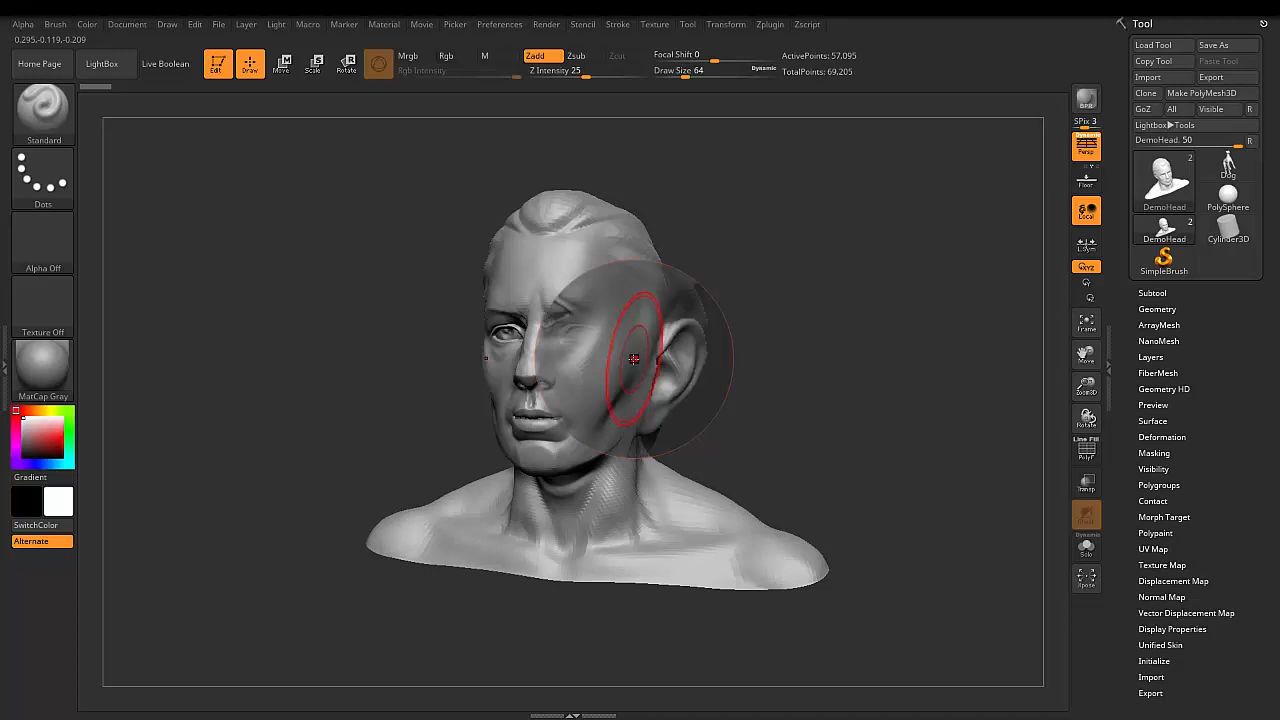 Alpha Brush Color Document Draw Edit File Layer Light Macro Marker Material Movie Picker Preferences Render Stencil Stroke Texture Tool Transform Zplugin Zscript
0.295,-0.119,-0.209
Home Page
LightBox
Live Boolean
Edit
Draw
Move
Scale
Rotate
Mrgb Rgb M
Rgb Intensity
Zadd Zsub Zcut
Z Intensity 25
Focal Shift 0
Draw Size 64 Dynamic
ActivePoints: 57,095
TotalPoints: 69,205
Standard
Dots
Alpha Off
Texture Off
MatCap Gray
Gradient
SwitchColor
Alternate
BPR
SPix 3
Dynamic
Persp
Floor
Local
L.Sym
XYZ
Frame
Move
Zoom3D
Rotate
Line Fill
PolyF
Transp
Dynamic
Solo
Xpose
Tool
Load Tool Save As
Copy Tool Paste Tool
Import Export
Clone Make PolyMesh3D
GoZ All Visible R
Lightbox▶Tools
DemoHead. 50 R
2
DemoHead
Dog
PolySphere
2
DemoHead
Cylinder3D
SimpleBrush
Subtool
Geometry
ArrayMesh
NanoMesh
Layers
FiberMesh
Geometry HD
Preview
Surface
Deformation
Masking
Visibility
Polygroups
Contact
Morph Target
Polypaint
UV Map
Texture Map
Displacement Map
Normal Map
Vector Displacement Map
Display Properties
Unified Skin
Initialize
Import
Export